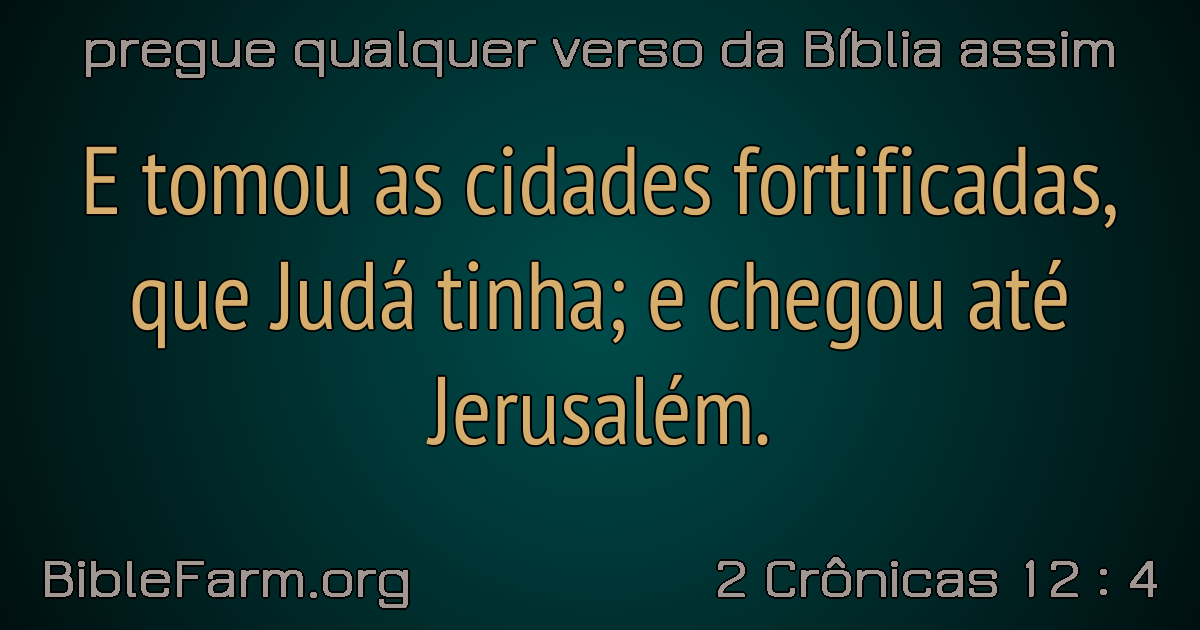 pregue qualquer verso da Bíblia assim
E tomou as cidades fortificadas,
que Judá tinha; e chegou até
Jerusalém.
BibleFarm.org
2 Crônicas 12 : 4